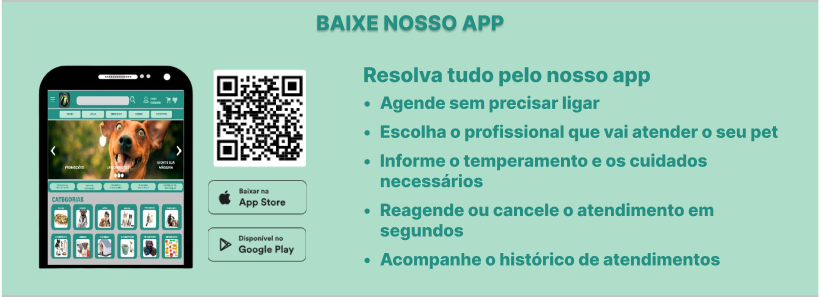 BAIXE NOSSO APP
PROMOÇÕES
CATEGORIAS
Baixar na
App Store
Disponível no
Google Play
Resolva tudo pelo nosso app
• Agende sem precisar ligar
• Escolha o profissional que vai atender o seu pet
• Informe o temperamento e os cuidados
necessários
• Reagende ou cancele o atendimento em
segundos
• Acompanhe o histórico de atendimentos